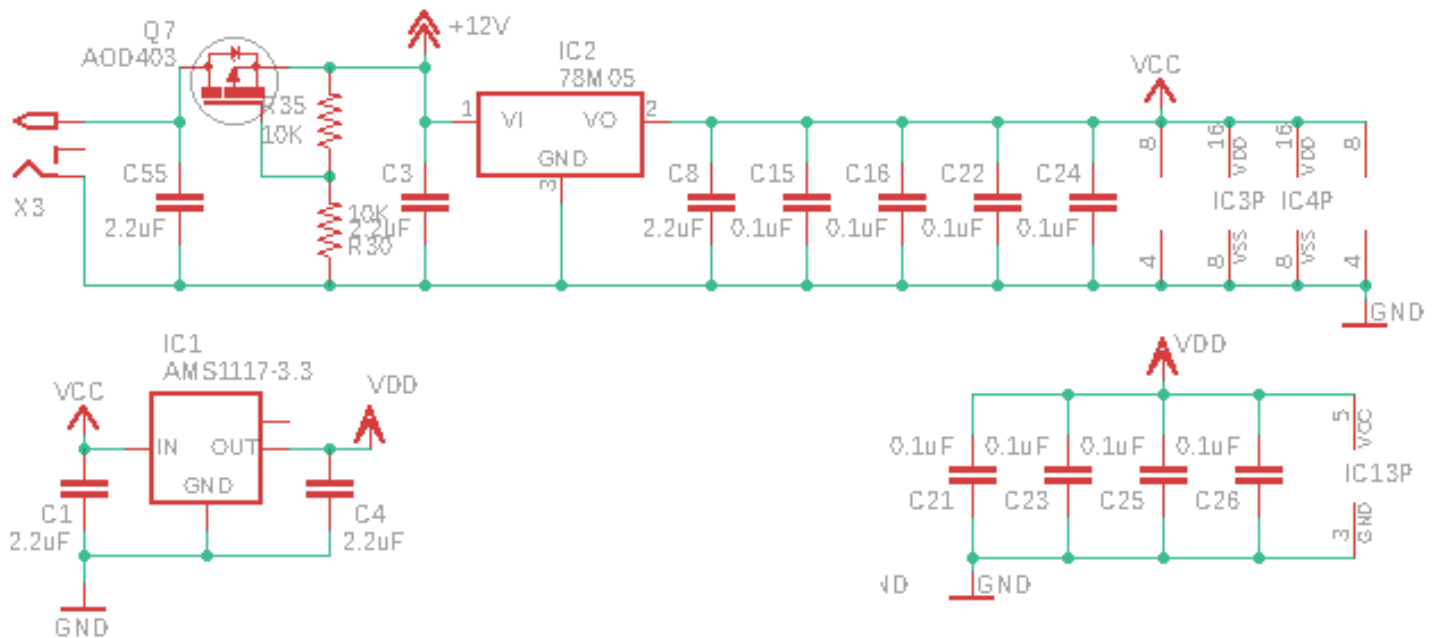 Q7
AOD403
+12V
IC2
78M05
VCC
R35
10K
1
VI
VO
2
GND
3
8
16
VDD
16
VDD
8
X3
C55
2.2uF
C3
2.2uF
10K
R30
C8
2.2uF
C15
0.1uF
C16
0.1uF
C22
0.1uF
C24
0.1uF
IC3P
IC4P
4
8
VSS
8
VSS
4
GND
IC1
AMS1117-3.3
VCC
VDD
IN
OUT
GND
C1
2.2uF
C4
2.2uF
GND
VDD
0.1uF
0.1uF
0.1uF
0.1uF
5
VCC
C21
C23
C25
C26
IC13P
3
GND
ND
GND